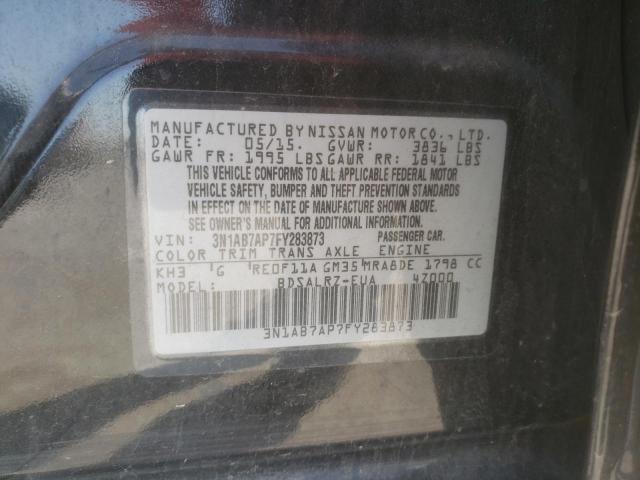 MANUFACTURED BY NISSAN MOTOR CO., LTD.
DATE: 05/15. GVWR: 3836 LBS
GAWR FR: 1995 LBS GAWR RR: 1841 LBS
THIS VEHICLE CONFORMS TO ALL APPLICABLE FEDERAL MOTOR
VEHICLE SAFETY, BUMPER AND THEFT PREVENTION STANDARDS
IN EFFECT ON THE DATE OF MANUFACTURE SHOWN ABOVE.
SEE OWNER'S MANUAL FOR ADDITIONAL INFORMATION.
VIN: 3N1AB7AP7FY283873 PASSENGER CAR.
COLOR TRIM TRANS AXLE ENGINE
KH3 G RE0F11A GM35 MRA8DE 1798 CC
MODEL: BDSALRZ-EUA 4Z000
3N1AB7AP7FY283873